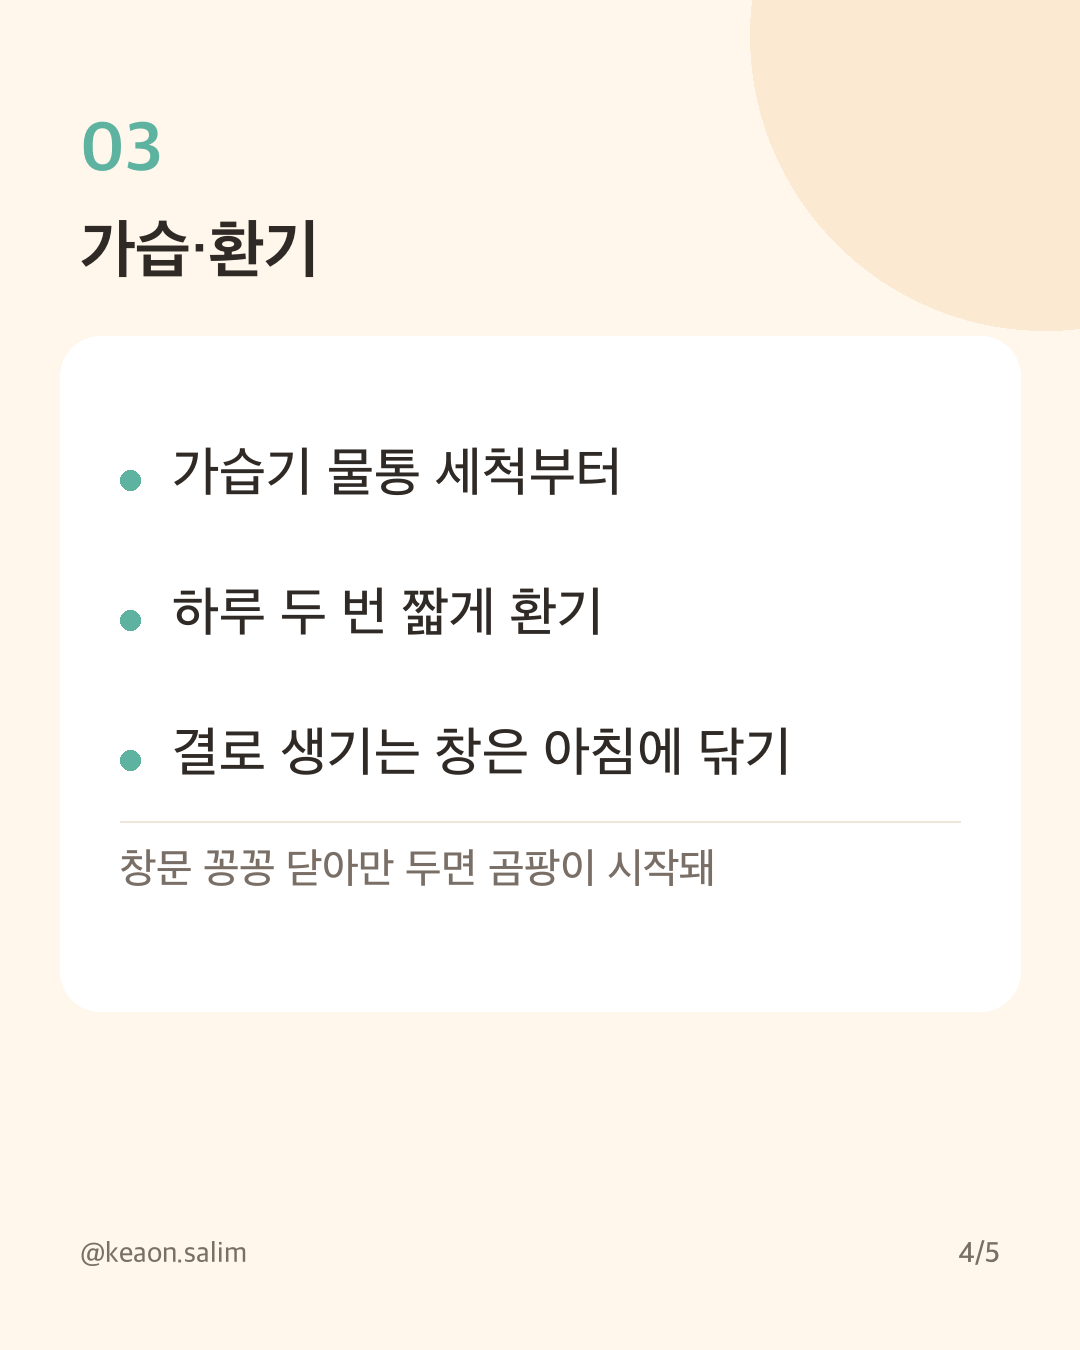 03
가습·환기
가습기 물통 세척부터
하루 두 번 짧게 환기
결로 생기는 창은 아침에 닦기
창문 꽁꽁 닫아만 두면 곰팡이 시작돼
@keaon.salim
4/5